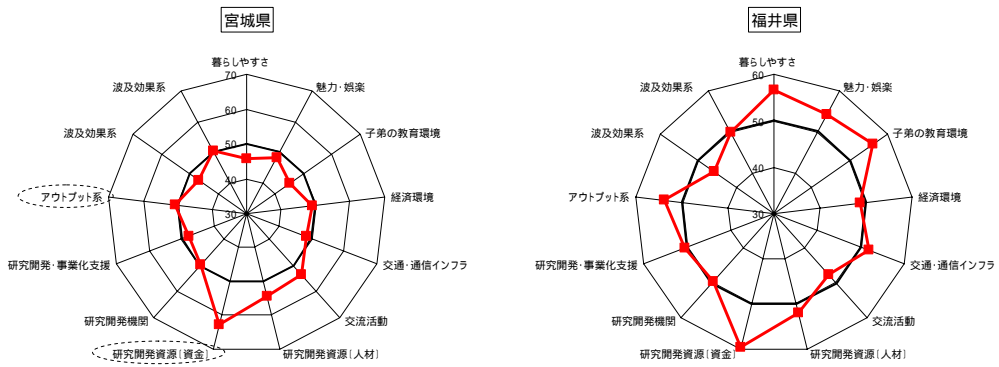 宮城県
暮らしやすさ
魅力・娯楽
子弟の教育環境
経済環境
交通・通信インフラ
交流活動
研究開発資源〔人材〕
研究開発資源〔資金〕
研究開発機関
研究開発・事業化支援
アウトプット系
波及効果系
波及効果系
70
60
50
40
30
福井県
暮らしやすさ
魅力・娯楽
子弟の教育環境
経済環境
交通・通信インフラ
交流活動
研究開発資源〔人材〕
研究開発資源〔資金〕
研究開発機関
研究開発・事業化支援
アウトプット系
波及効果系
波及効果系
60
50
40
30